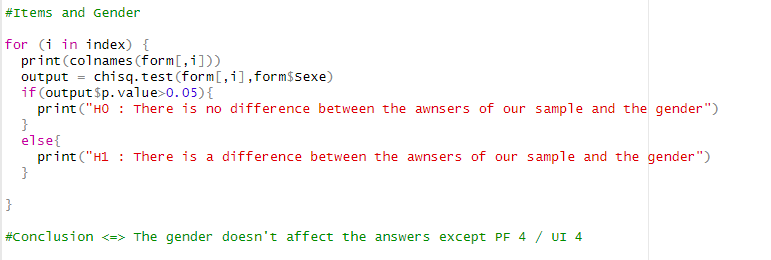 #Items and Gender
for (i in index) {
print(colnames(form[,i]))
output = chisq.test(form[,i],form$Sexe)
if(output$p.value>0.05){
print("H0 : There is no difference between the awnsers of our sample and the gender")
}
else{
print("H1 : There is a difference between the awnsers of our sample and the gender")
}
}
#Conclusion <=> The gender doesn't affect the answers except PF 4 / UI 4